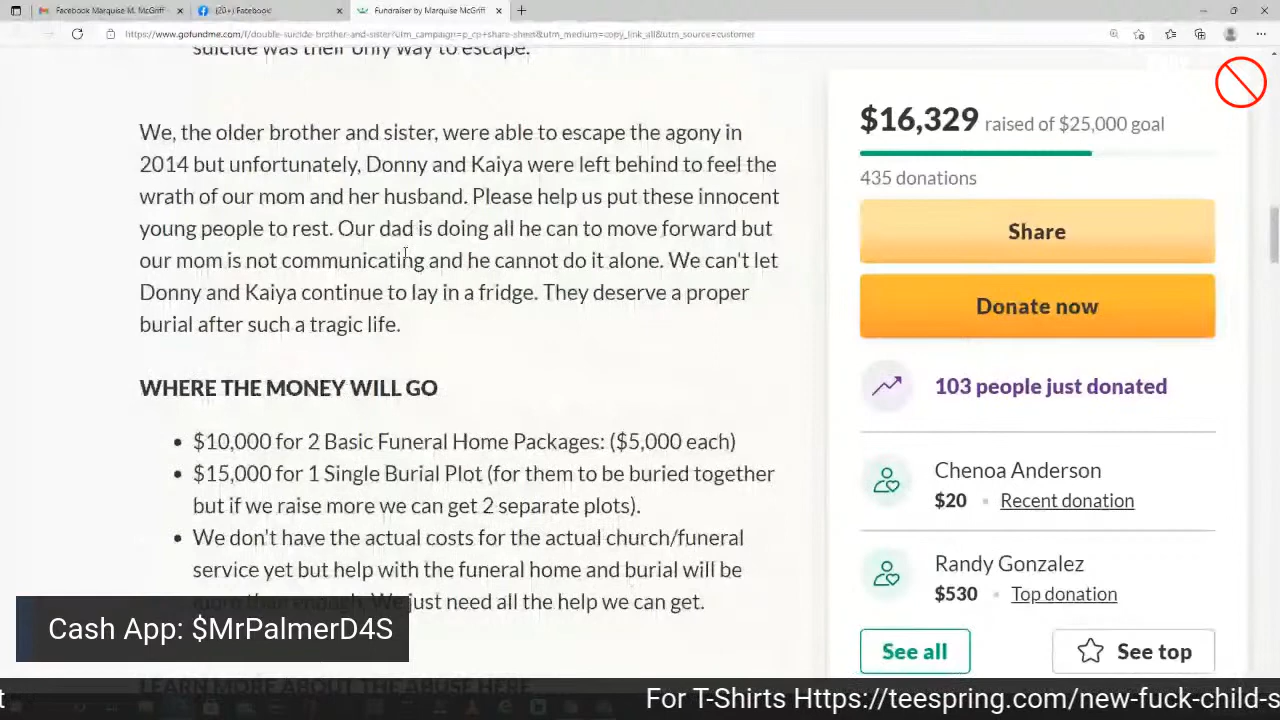 Facebook Marquise M. McGriff
(20+) Facebook
Fundraiser by Marquise McGriff
https://www.gofundme.com/f/double-suicide-brother-and-sister?utm_campaign=p_cp+share-sheet&utm_medium=copy_link_all&utm_source=customer
suicide was their only way to escape.
We, the older brother and sister, were able to escape the agony in
2014 but unfortunately, Donny and Kaiya were left behind to feel the
wrath of our mom and her husband. Please help us put these innocent
young people to rest. Our dad is doing all he can to move forward but
our mom is not communicating and he cannot do it alone. We can't let
Donny and Kaiya continue to lay in a fridge. They deserve a proper
burial after such a tragic life.
WHERE THE MONEY WILL GO
• $10,000 for 2 Basic Funeral Home Packages: ($5,000 each)
• $15,000 for 1 Single Burial Plot (for them to be buried together
but if we raise more we can get 2 separate plots).
• We don't have the actual costs for the actual church/funeral
service yet but help with the funeral home and burial will be
more than enough. We just need all the help we can get.
LEARN MORE ABOUT THE ABUSE HERE
$16,329 raised of $25,000 goal
435 donations
Share
Donate now
103 people just donated
Chenoa Anderson
$20 • Recent donation
Randy Gonzalez
$530 • Top donation
See all
See top
Cash App: $MrPalmerD4S
t
For T-Shirts Https://teespring.com/new-fuck-child-s